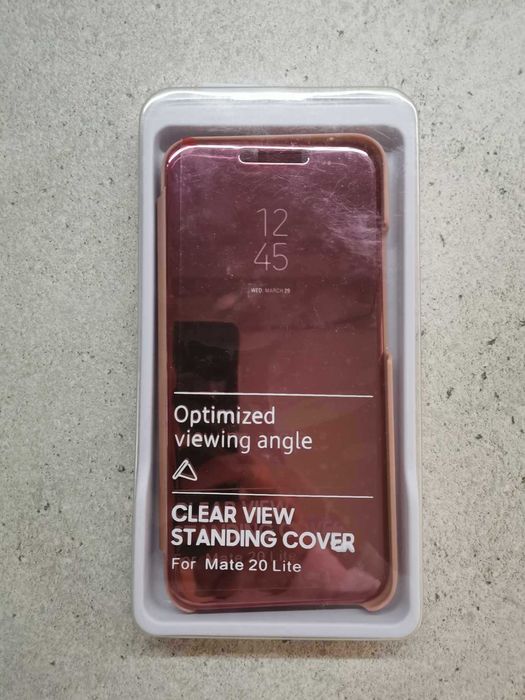 12
45
WED. MARCH 29
Optimized
viewing angle
CLEAR VIEW
STANDING COVER
For Mate 20 Lite